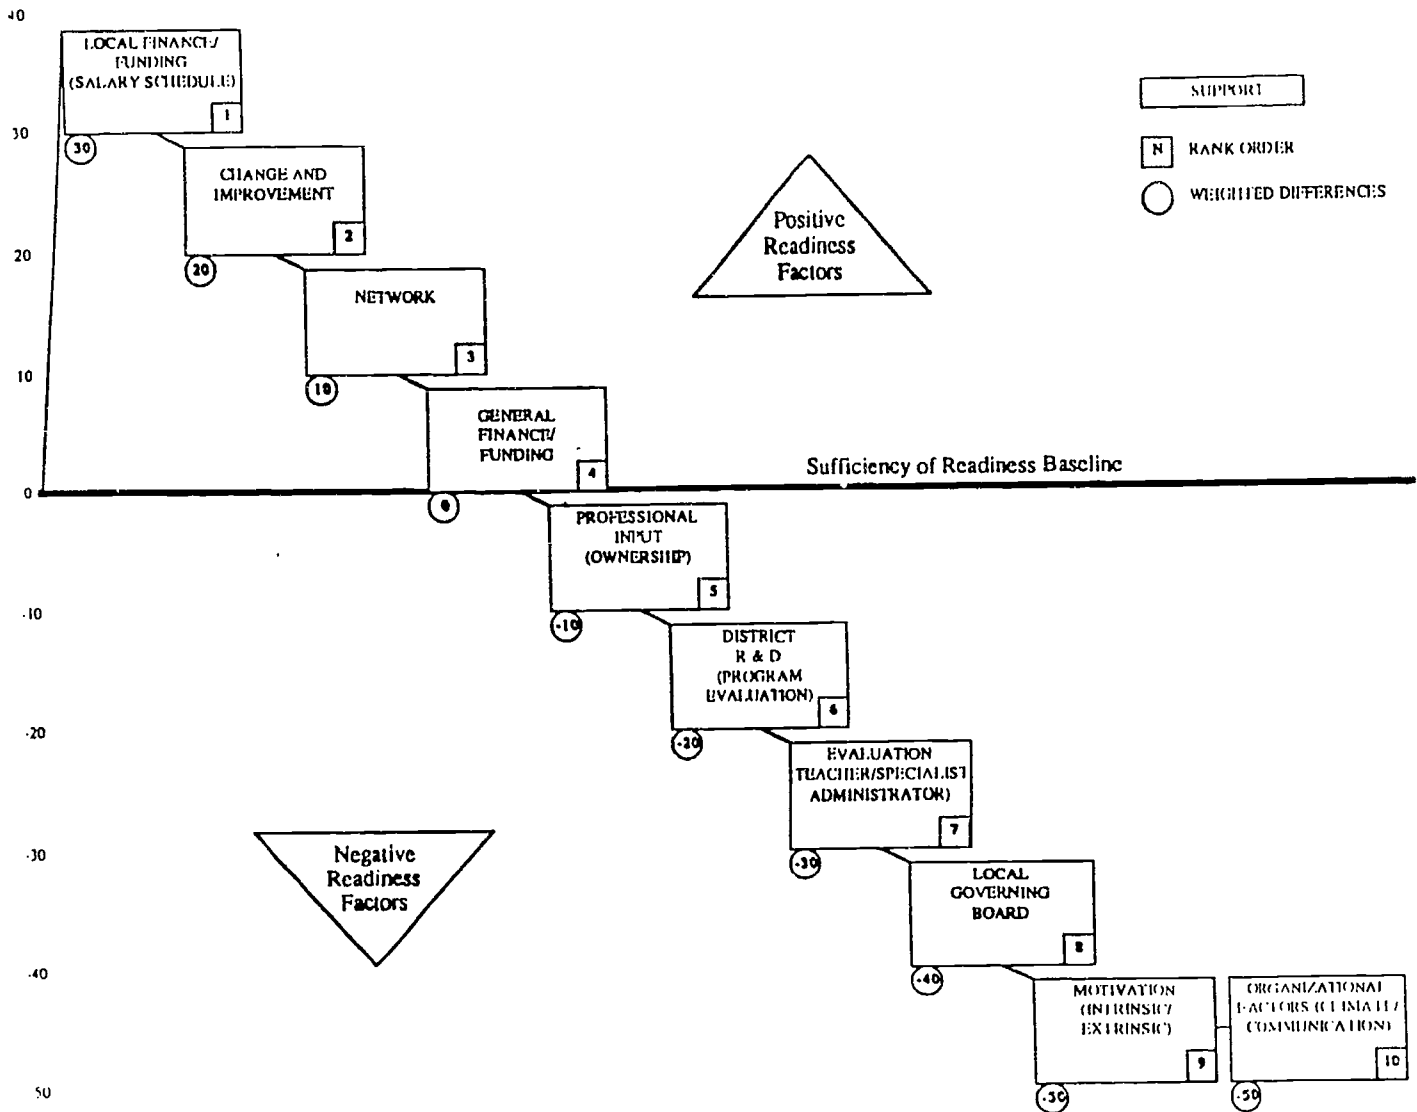 40
LOCAL FINANCE/
FUNDING
(SALARY SCHEDULE)
1
30
30
SUPPORT
N RANK ORDER
WEIGHTED DIFFERENCES
CHANGE AND
IMPROVEMENT
2
20
20
Positive
Readiness
Factors
NETWORK
3
10
10
GENERAL
FINANCE/
FUNDING
4
Sufficiency of Readiness Baseline
0
0
PROFESSIONAL
INPUT
(OWNERSHIP)
5
-10
-10
DISTRICT
R & D
(PROGRAM
EVALUATION)
6
-20
-20
EVALUATION
TEACHER/SPECIALIST
ADMINISTRATOR)
7
-30
-30
Negative
Readiness
Factors
LOCAL
GOVERNING
BOARD
8
-40
-40
MOTIVATION
(INTRINSIC/
EXTRINSIC)
9
ORGANIZATIONAL
FACTORS (CLIMATE/
COMMUNICATION)
10
50
-50
-50